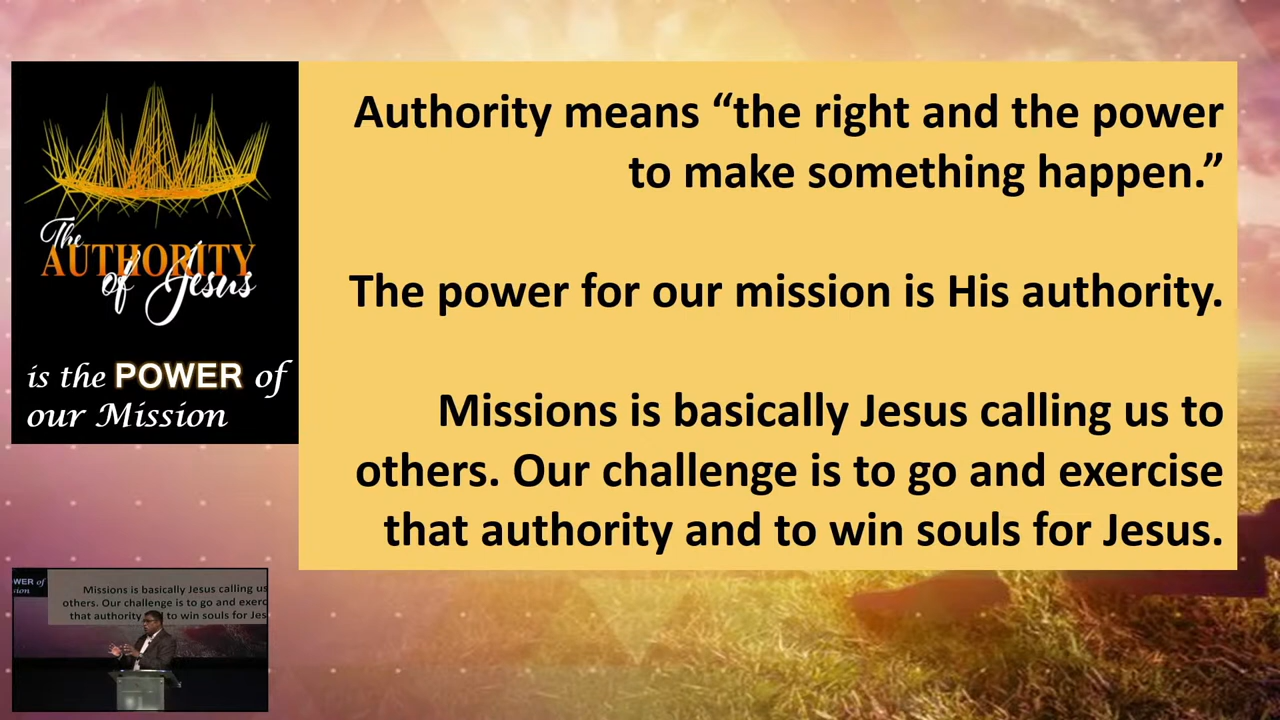 The
AUTHORITY
of Jesus
is the POWER of
our Mission
Authority means “the right and the power
to make something happen.”
The power for our mission is His authority.
Missions is basically Jesus calling us to
others. Our challenge is to go and exercise
that authority and to win souls for Jesus.
WER of
sion
Missions is basically Jesus calling us
others. Our challenge is to go and exerc
that authority to win souls for Jes